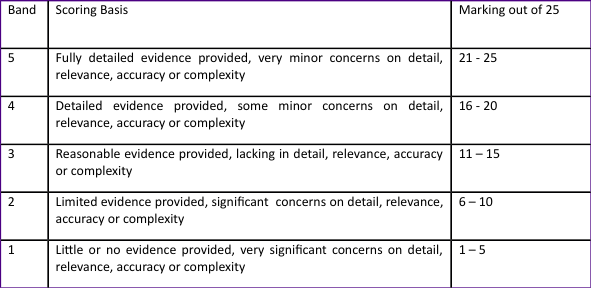 Band Scoring Basis Marking out of 25
5 Fully detailed evidence provided, very minor concerns on detail, 21 - 25
relevance, accuracy or complexity
4 Detailed evidence provided, some minor concerns on detail, 16 - 20
relevance, accuracy or complexity
3 Reasonable evidence provided, lacking in detail, relevance, accuracy 11 – 15
or complexity
2 Limited evidence provided, significant concerns on detail, relevance, 6 – 10
accuracy or complexity
1 Little or no evidence provided, very significant concerns on detail, 1 – 5
relevance, accuracy or complexity